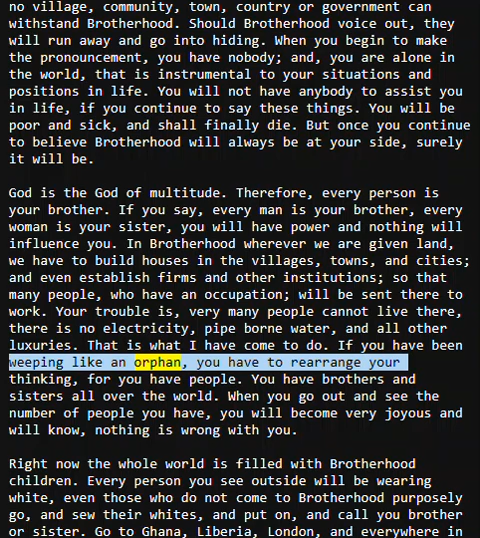 no village, community, town, country or government can
withstand Brotherhood. Should Brotherhood voice out, they
will run away and go into hiding. When you begin to make
the pronouncement, you have nobody; and, you are alone in
the world, that is instrumental to your situations and
positions in life. You will not have anybody to assist you
in life, if you continue to say these things. You will be
poor and sick, and shall finally die. But once you continue
to believe Brotherhood will always be at your side, surely
it will be.

God is the God of multitude. Therefore, every person is
your brother. If you say, every man is your brother, every
woman is your sister, you will have power and nothing will
influence you. In Brotherhood wherever we are given land,
we have to build houses in the villages, towns, and cities;
and even establish firms and other institutions; so that
many people, who have an occupation; will be sent there to
work. Your trouble is, very many people cannot live there,
there is no electricity, pipe borne water, and all other
luxuries. That is what I have come to do. If you have been
weeping like an orphan, you have to rearrange your
thinking, for you have people. You have brothers and
sisters all over the world. When you go out and see the
number of people you have, you will become very joyous and
will know, nothing is wrong with you.

Right now the whole world is filled with Brotherhood
children. Every person you see outside will be wearing
white, even those who do not come to Brotherhood purposely
go, and sew their whites, and put on, and call you brother
or sister. Go to Ghana, Liberia, London, and everywhere in